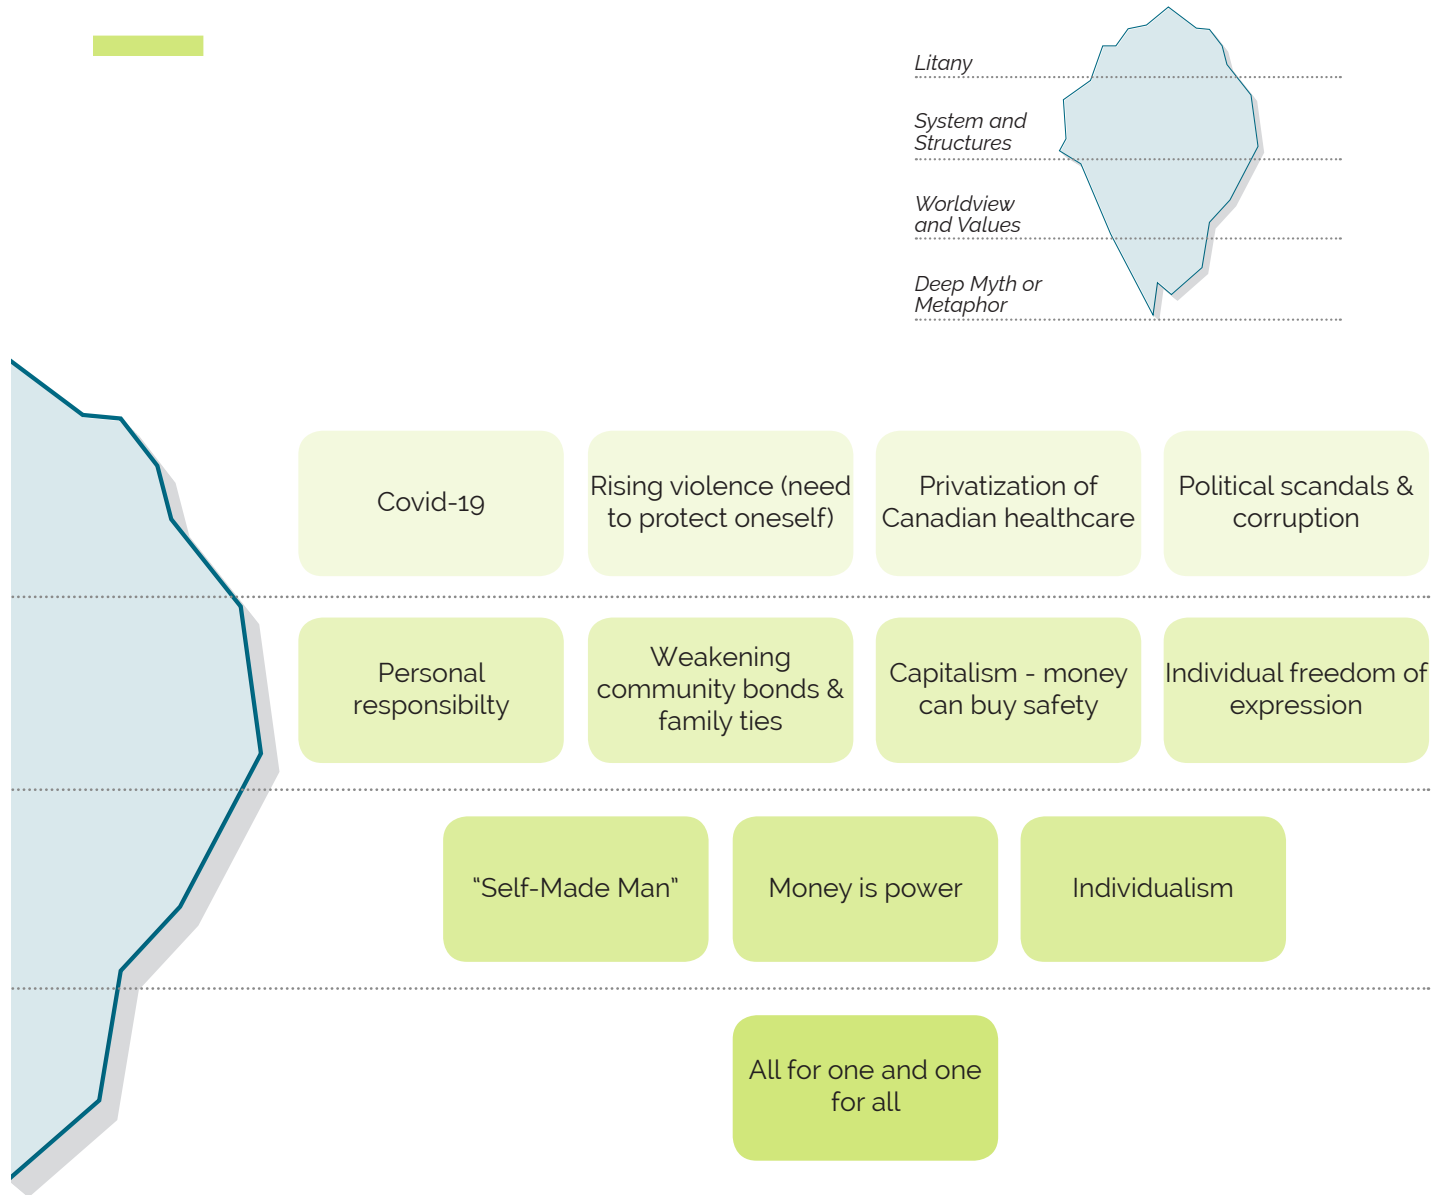 Litany
System and
Structures
Worldview
and Values
Deep Myth or
Metaphor
Covid-19
Rising violence (need
to protect oneself)
Privatization of
Canadian healthcare
Political scandals &
corruption
Personal
responsibilty
Weakening
community bonds &
family ties
Capitalism - money
can buy safety
Individual freedom of
expression
“Self-Made Man”
Money is power
Individualism
All for one and one
for all